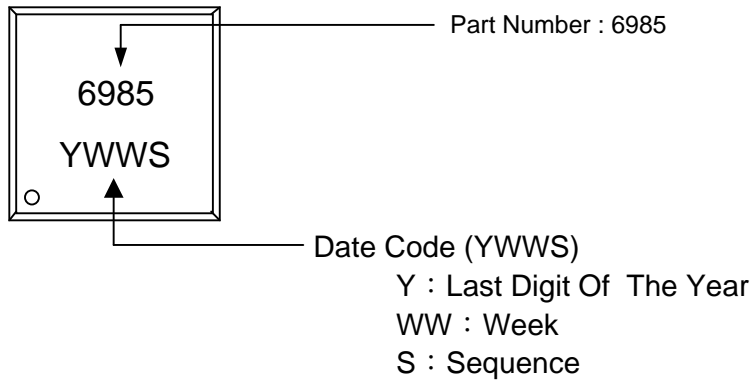 Part Number : 6985
6985
YWWS
Date Code (YWWS)
Y：Last Digit Of The Year
WW：Week
S：Sequence